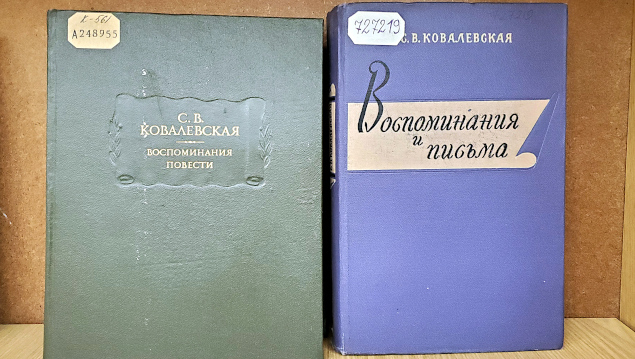 К-561
А248955
С. В.
КОВАЛЕВСКАЯ
ВОСПОМИНАНИЯ
ПОВЕСТИ
727219
С. В. КОВАЛЕВСКАЯ
Воспоминания
и
письма